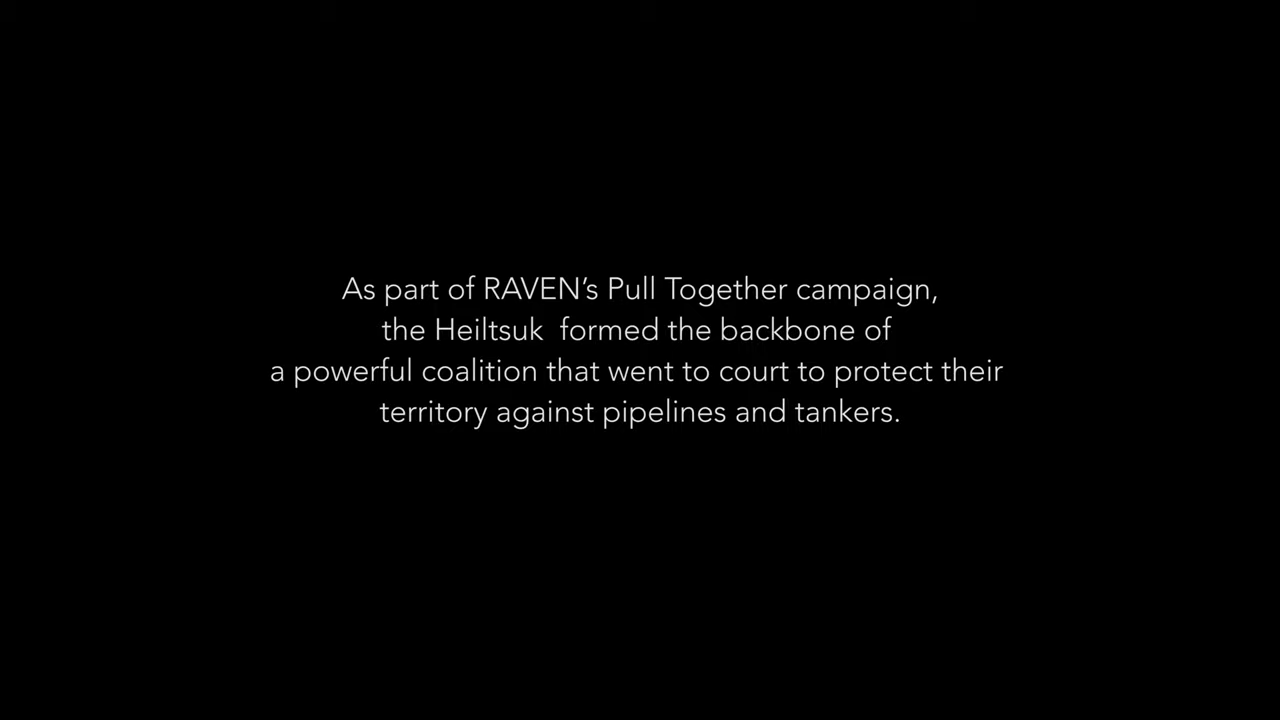 As part of RAVEN’s Pull Together campaign,
the Heiltsuk  formed the backbone of
a powerful coalition that went to court to protect their
territory against pipelines and tankers.